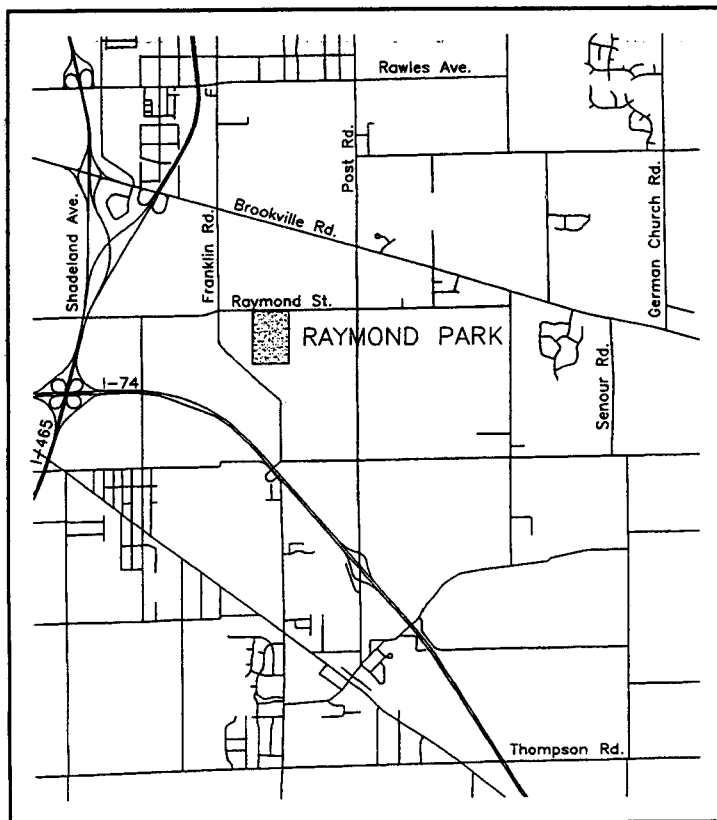 Rawles Ave.
Post Rd.
German Church Rd.
Shadeland Ave.
Franklin Rd.
Brookville Rd.
Raymond St.
RAYMOND PARK
I-74
Senour Rd.
I-465
Thompson Rd.